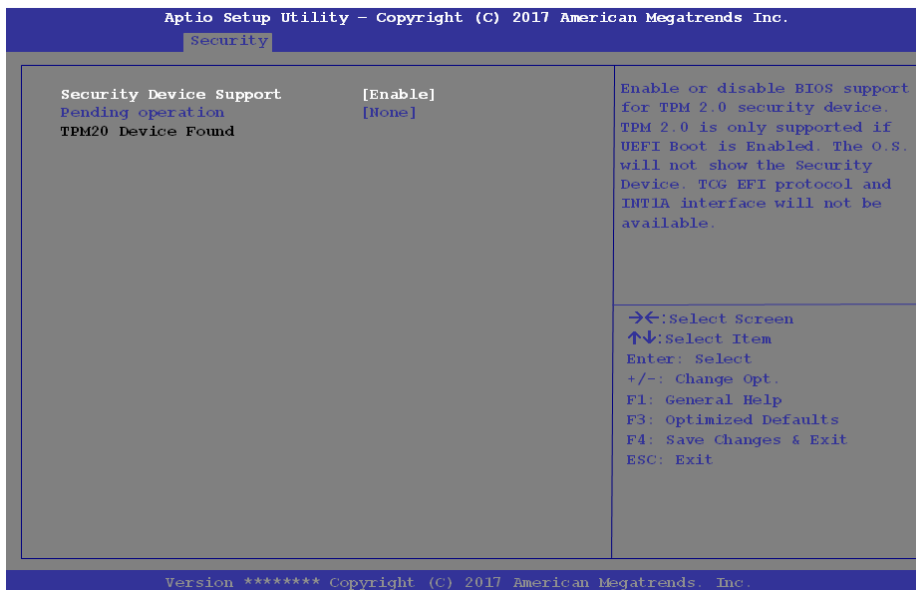 Aptio Setup Utility – Copyright (C) 2017 American Megatrends Inc.
Security
Security Device Support [Enable]
Pending operation [None]
TPM20 Device Found
Enable or disable BIOS support
for TPM 2.0 security device.
TPM 2.0 is only supported if
UEFI Boot is Enabled. The O.S.
will not show the Security
Device. TCG EFI protocol and
INT1A interface will not be
available.
→←:Select Screen
↑↓:Select Item
Enter: Select
+/-: Change Opt.
F1: General Help
F3: Optimized Defaults
F4: Save Changes & Exit
ESC: Exit
Version ******** Copyright (C) 2017 American Megatrends. Inc.